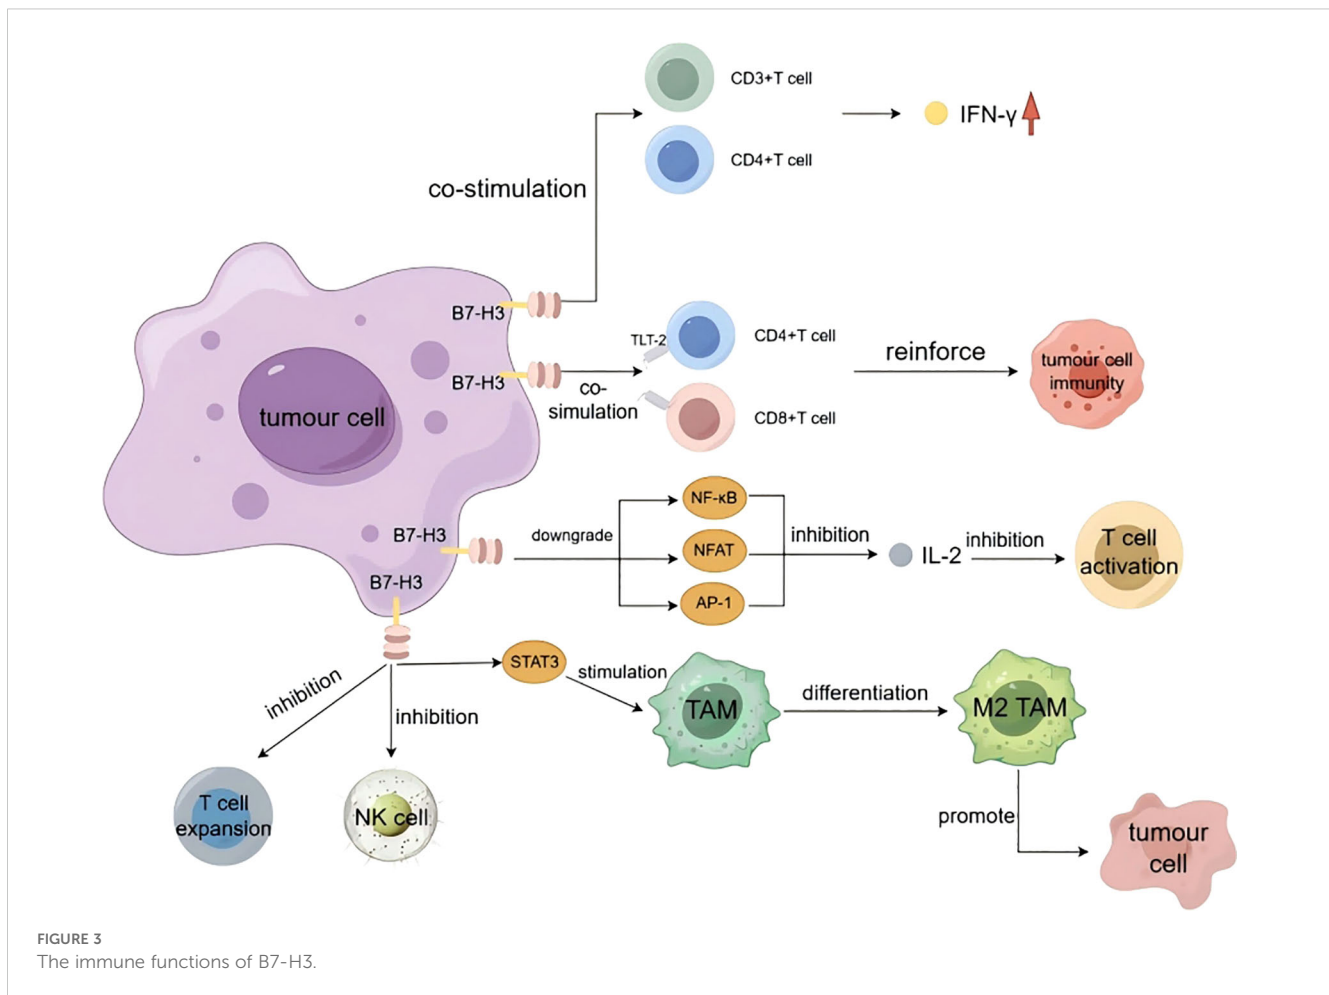 CD3+T cell
IFN-γ
CD4+T cell
co-stimulation
B7-H3
TLT-2
CD4+T cell
B7-H3
co-
simulation
CD8+T cell
reinforce
tumour cell
immunity
tumour cell
B7-H3
downgrade
NF-κB
NFAT
AP-1
inhibition
IL-2
inhibition
T cell
activation
B7-H3
inhibition
inhibition
STAT3
stimulation
TAM
differentiation
M2 TAM
T cell
expansion
NK cell
promote
tumour
cell
FIGURE 3
The immune functions of B7-H3.